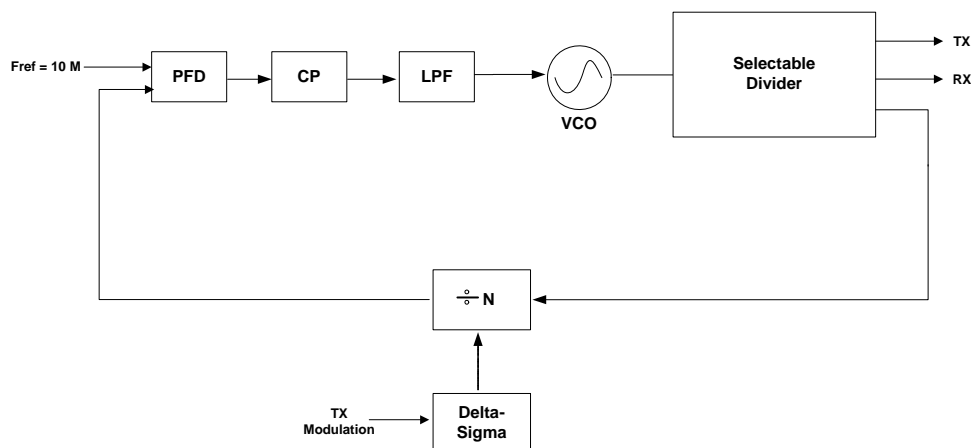 Fref = 10 M
PFD
CP
LPF
VCO
Selectable
Divider
TX
RX
÷ N
TX
Modulation
Delta-
Sigma